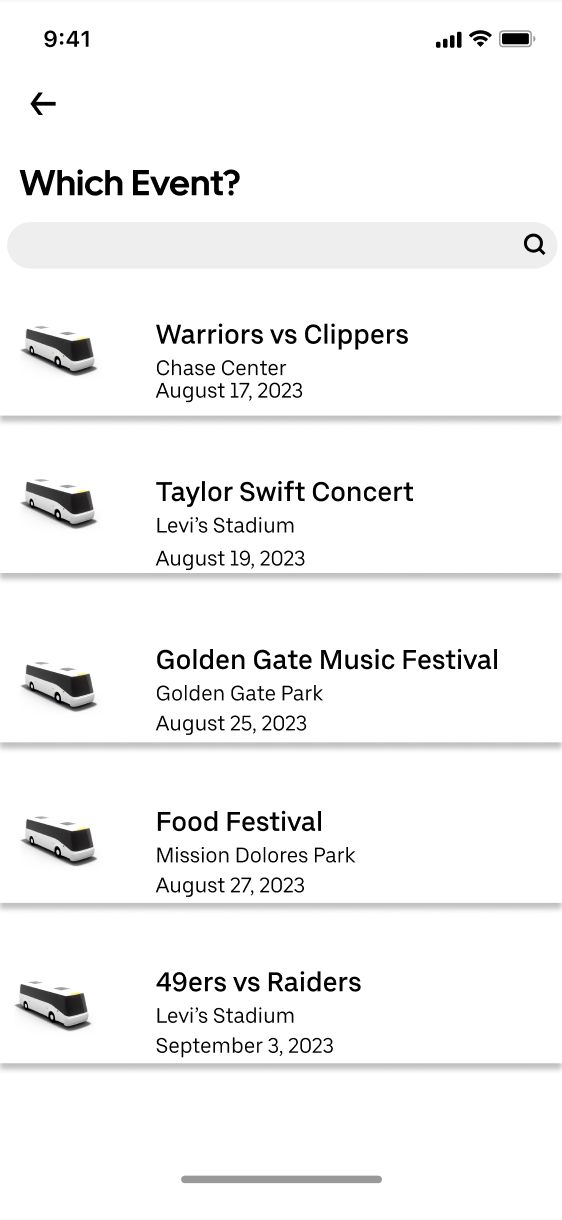 9:41
Which Event?
Warriors vs Clippers
Chase Center
August 17, 2023
Taylor Swift Concert
Levi’s Stadium
August 19, 2023
Golden Gate Music Festival
Golden Gate Park
August 25, 2023
Food Festival
Mission Dolores Park
August 27, 2023
49ers vs Raiders
Levi’s Stadium
September 3, 2023